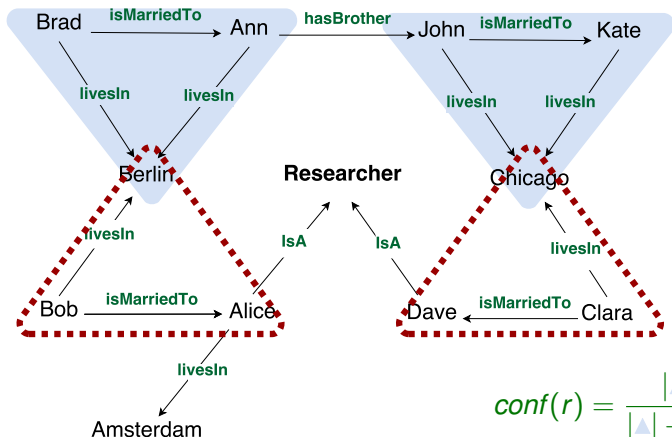 Brad isMarriedTo Ann hasBrother John isMarriedTo Kate
livesIn livesIn livesIn livesIn
Berlin Researcher Chicago
livesIn IsA IsA livesIn
Bob isMarriedTo Alice Dave isMarriedTo Clara
livesIn
Amsterdam
conf(r) =